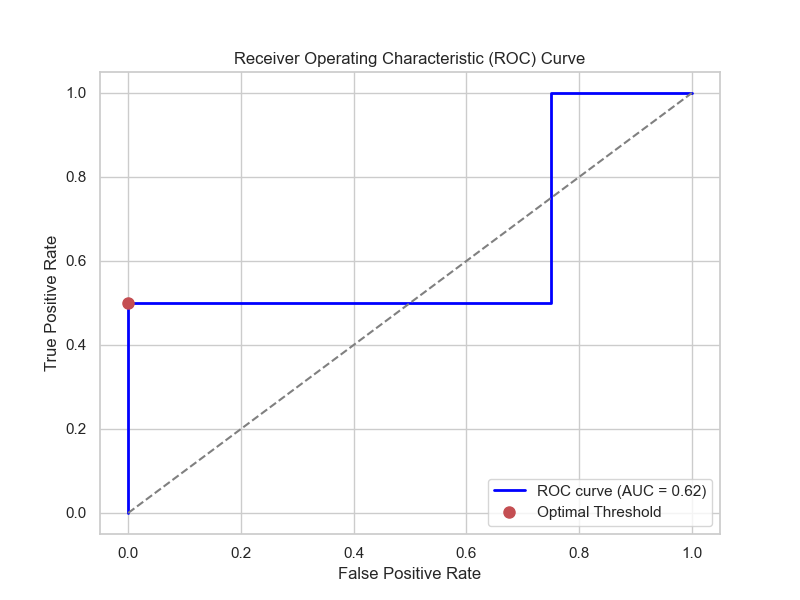 Receiver Operating Characteristic (ROC) Curve
True Positive Rate
1.0
0.8
0.6
0.4
0.2
0.0
ROC curve (AUC = 0.62)
Optimal Threshold
0.0 0.2 0.4 0.6 0.8 1.0
False Positive Rate